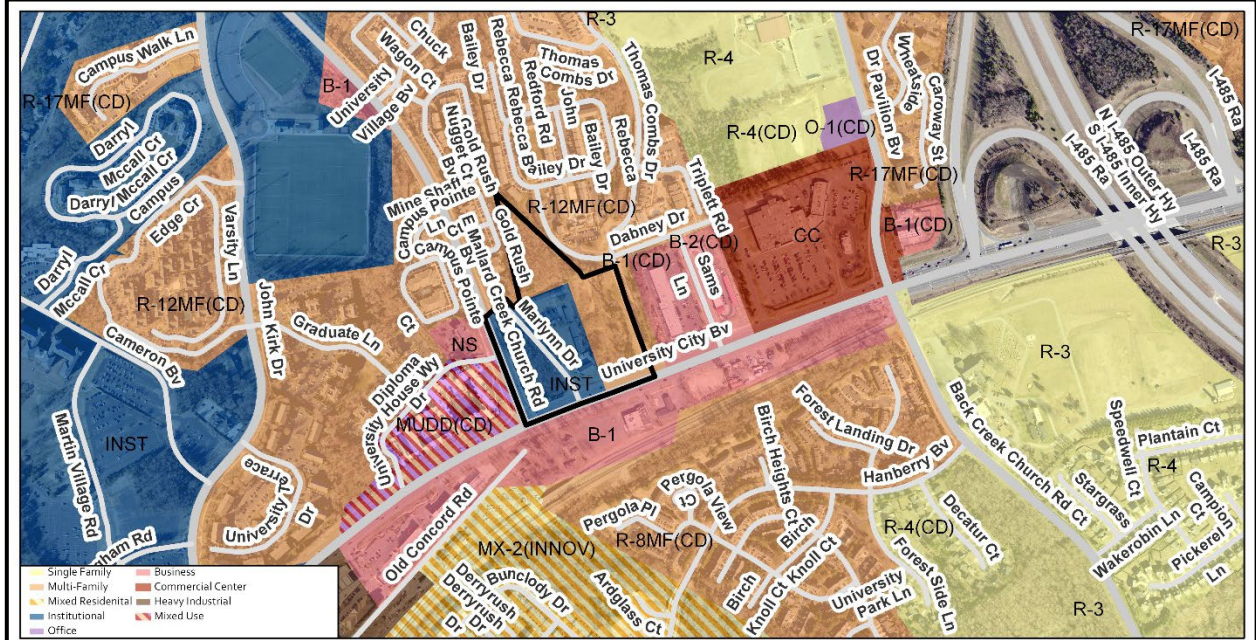 Campus Walk Ln
R-17MF(CD)
Darryl
Mccall Cr
Mccall Cr
Darryl
Campus
Edge Cr
Darryl
Mccall Cr
R-12MF(CD)
Varsity Ln
John Kirk Dr
Cameron Bv
INST
Martin Village Rd
University Terrace
Dr
Graduate Ln
Diploma
Dr
University House Wy
MUDD(CD)
NS
B-1
University
Village Bv
Wagon Ct
Chuck
Bailey Dr
Rebecca
Rebecca
Redford Rd
John
Thomas
Combs Dr
Thomas Combs Dr
Bailey Dr
Bailey Dr
Rebecca
R-3
R-4
R-4(CD)
O-1(CD)
Gold Rush
Bv
Nugget Ct
Mine Shaft
Campus Pointe
Ln
Ct
Campus Pointe
Ct
E Mallard Creek Church Rd
Gold Rush
Bv
R-12MF(CD)
Dabney Dr
Triplett Rd
B-2(CD)
B-1(CD)
Sams
Ln
Marlynn Dr
INST
University City Bv
CC
Dr
Pavilion Bv
Wheatside
Caroway St
R-17MF(CD)
B-1(CD)
R-17MF(CD)
I-485 Ra
N I-485 Outer Hy
S I-485 Inner Hy
I-485 Ra
I-485 Ra
R-3
R-3
B-1
Old Concord Rd
MX-2(INNOV)
Pergola Pl
Ct
Pergola View
R-8MF(CD)
Birch Heights Ct
Birch
Birch
Knoll Ct
Knoll Ct
Forest Landing Dr
Hanberry Bv
University
Park Ln
Forest Side Ln
Decatur Ct
R-4(CD)
Back Creek Church Rd
Ct
Stargrass
Wakerobin Ln
Speedwell Ct
Plantain Ct
R-4
Campion
Ct
Pickerel
Ln
R-3
Derryrush
Dr
Derryrush
Dr
Bunclody Dr
Ardglass Ct
Single Family
Multi-Family
Mixed Residental
Institutional
Office
Business
Commercial Center
Heavy Industrial
Mixed Use